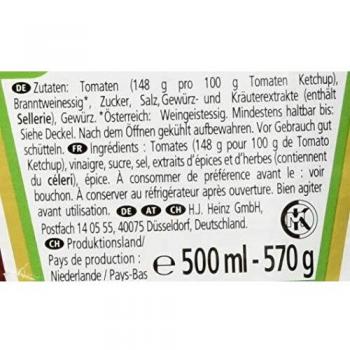 DE Zutaten: Tomaten (148 g pro 100 g Tomaten Ketchup),
Branntweinessig*, Zucker, Salz, Gewürz- und Kräuterextrakte (enthält
Sellerie), Gewürz. *Österreich: Weingeistessig. Mindestens haltbar bis:
Siehe Deckel. Nach dem Öffnen gekühlt aufbewahren. Vor Gebrauch gut
schütteln. FR Ingrédients : Tomates (148 g pour 100 g de Tomato
Ketchup), vinaigre, sucre, sel, extraits d'épices et d'herbes (contiennent
du céleri), épice. À consommer de préférence avant le : voir
bouchon. À conserver au réfrigérateur après ouverture. Bien agiter
avant utilisation. DE AT CH H.J. Heinz GmbH,
Postfach 14 05 55, 40075 Düsseldorf, Deutschland.
CH Produktionsland/
Pays de production :
Niederlande / Pays-Bas
e 500 ml - 570 g
K